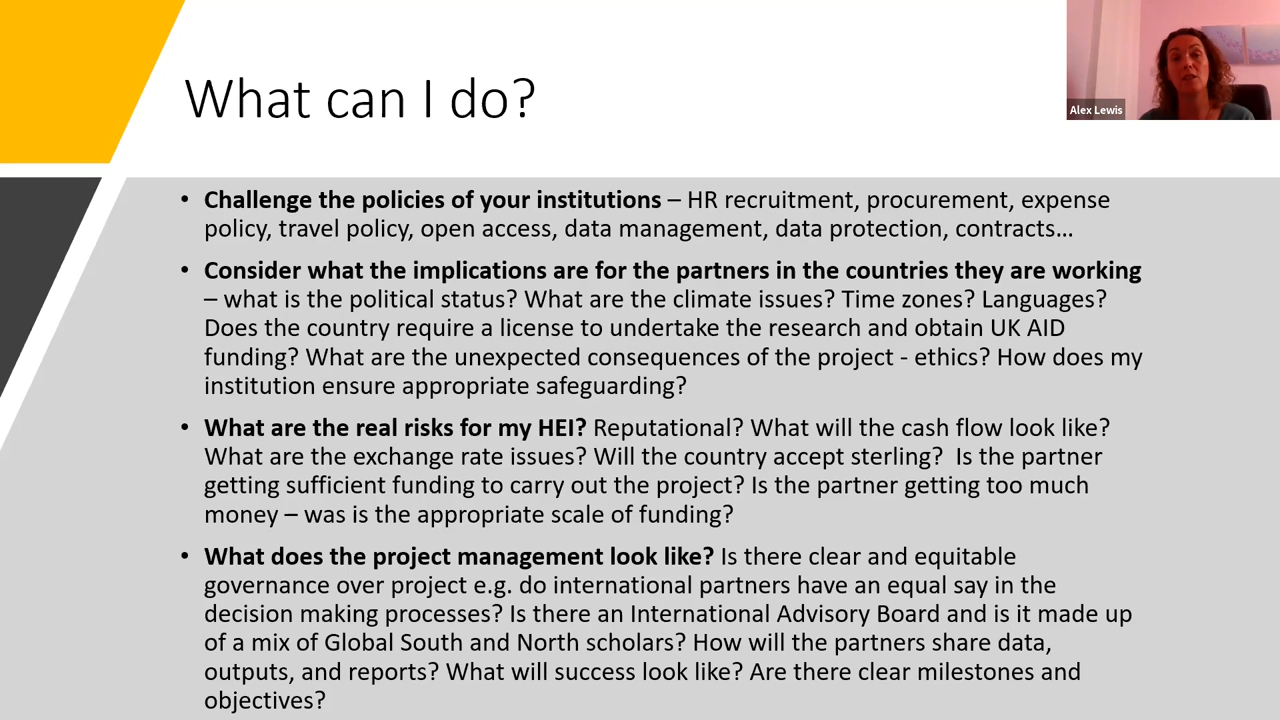 What can I do?
Alex Lewis
• Challenge the policies of your institutions – HR recruitment, procurement, expense
policy, travel policy, open access, data management, data protection, contracts…
• Consider what the implications are for the partners in the countries they are working
– what is the political status? What are the climate issues? Time zones? Languages?
Does the country require a license to undertake the research and obtain UK AID
funding? What are the unexpected consequences of the project - ethics? How does my
institution ensure appropriate safeguarding?
• What are the real risks for my HEI? Reputational? What will the cash flow look like?
What are the exchange rate issues? Will the country accept sterling?  Is the partner
getting sufficient funding to carry out the project? Is the partner getting too much
money – was is the appropriate scale of funding?
• What does the project management look like? Is there clear and equitable
governance over project e.g. do international partners have an equal say in the
decision making processes? Is there an International Advisory Board and is it made up
of a mix of Global South and North scholars? How will the partners share data,
outputs, and reports? What will success look like? Are there clear milestones and
objectives?